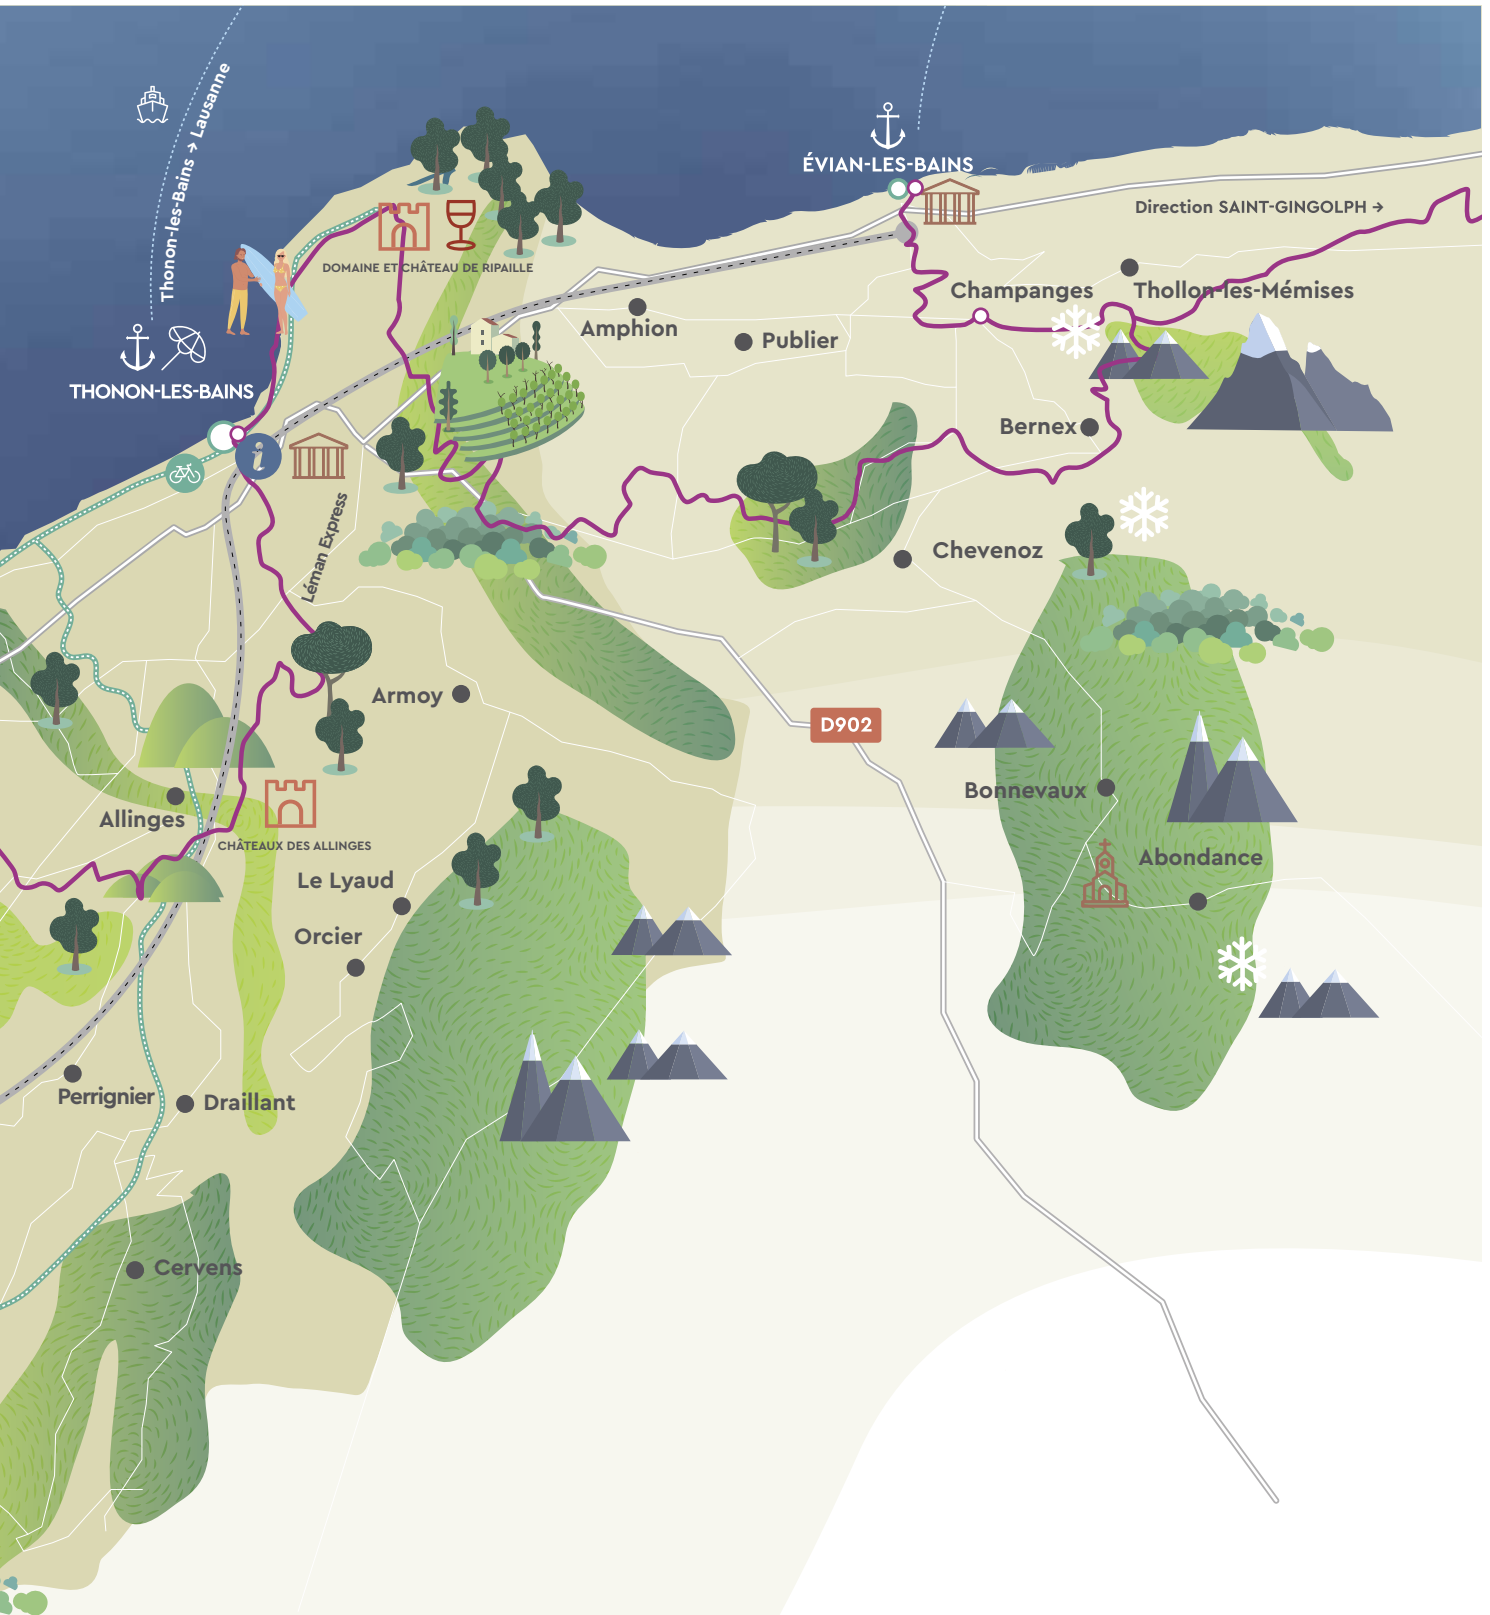 Thonon-les-Bains → Lausanne
ÉVIAN-LES-BAINS
Direction SAINT-GINGOLPH →
DOMAINE ET CHÂTEAU DE RIPAILLE
Champanges
Thollon-les-Mémises
Amphion
Publier
THONON-LES-BAINS
i
Bernex
Léman Express
Chevenoz
Armoy
D902
Bonnevaux
Allinges
CHÂTEAUX DES ALLINGES
Abondance
Le Lyaud
Orcier
Perrignier
Draillant
Cervens